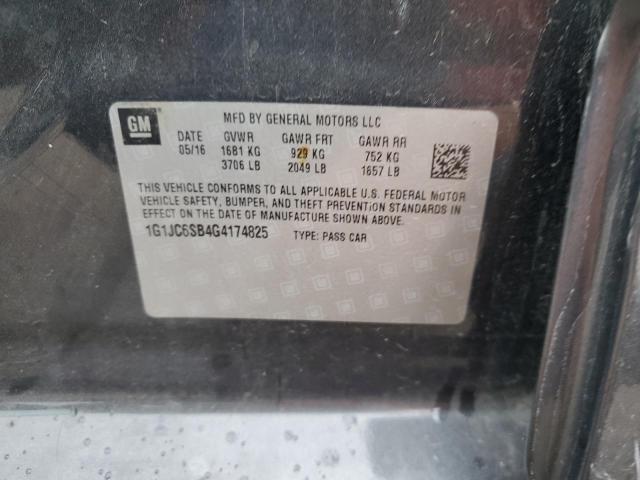 GM
MFD BY GENERAL MOTORS LLC
DATE GVWR GAWR FRT GAWR RR
05/16 1681 KG 929 KG 752 KG
3706 LB 2049 LB 1657 LB
THIS VEHICLE CONFORMS TO ALL APPLICABLE U.S. FEDERAL MOTOR
VEHICLE SAFETY, BUMPER, AND THEFT PREVENTION STANDARDS IN
EFFECT ON THE DATE OF MANUFACTURE SHOWN ABOVE.
1G1JC6SB4G4174825 TYPE: PASS CAR